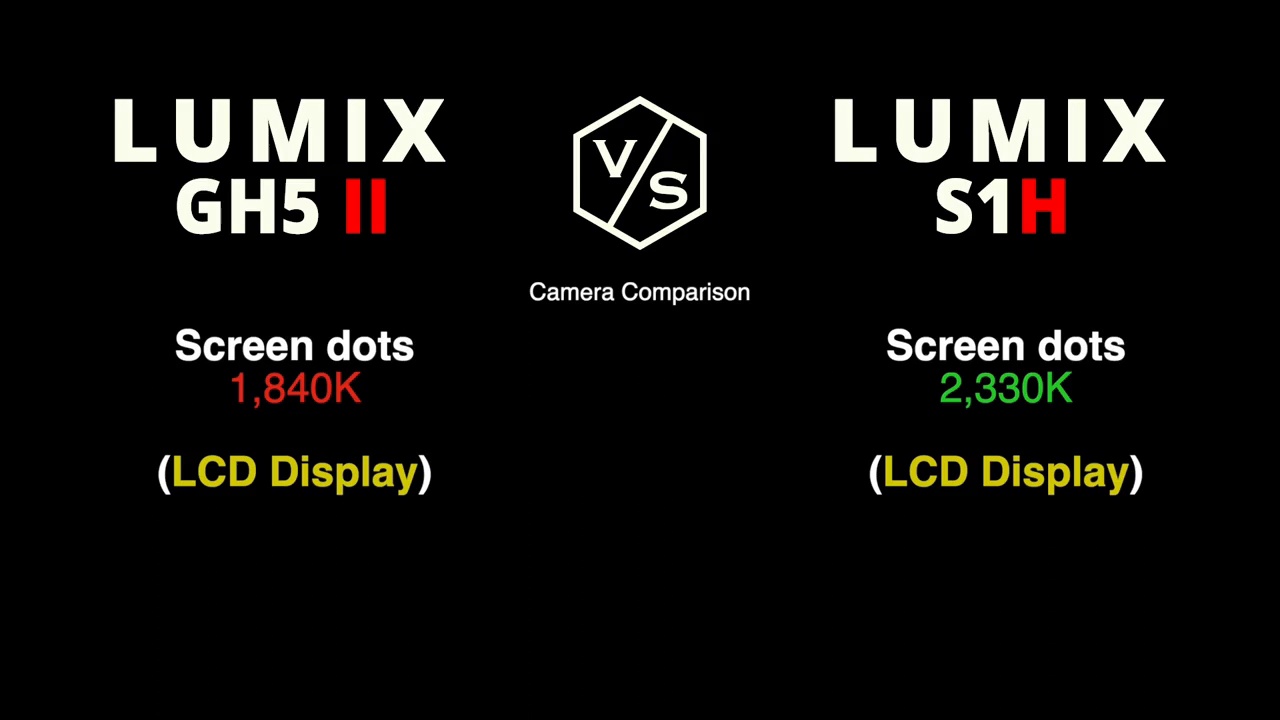 LUMIX
GH5 II
V/S
LUMIX
S1H
Camera Comparison
Screen dots
1,840K
(LCD Display)
Screen dots
2,330K
(LCD Display)